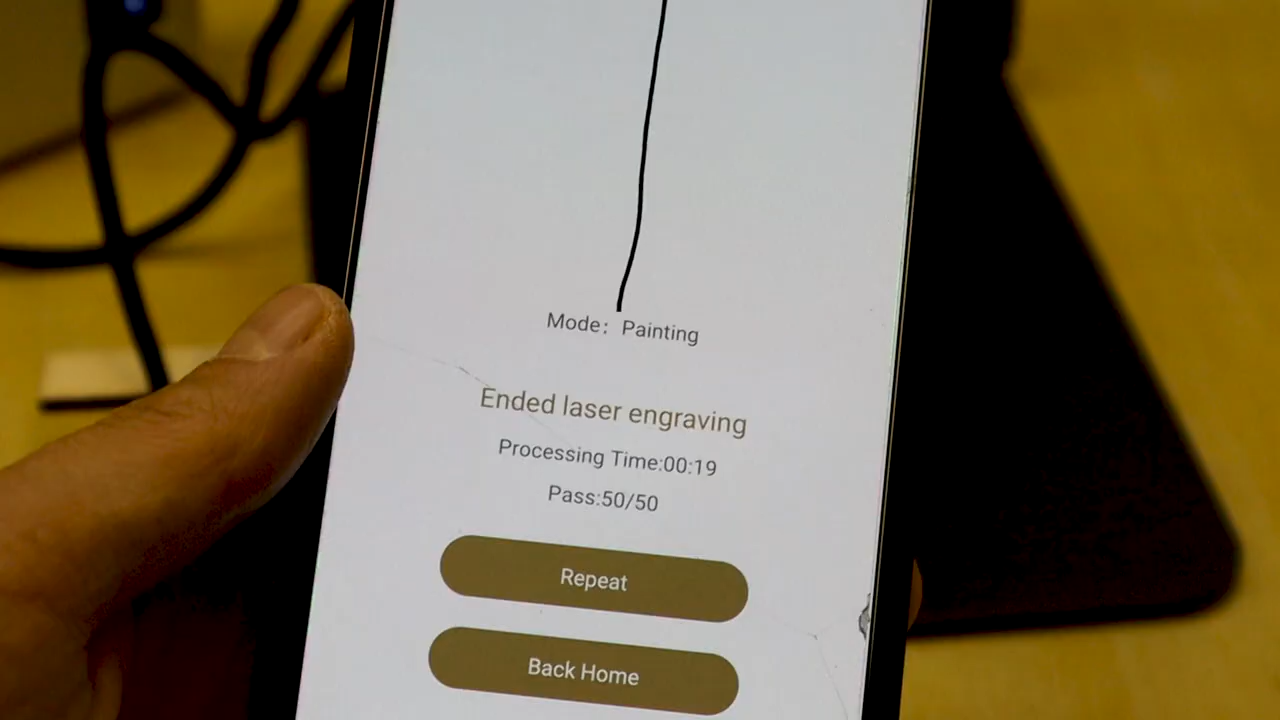 Mode: Painting
Ended laser engraving
Processing Time:00:19
Pass:50/50
Repeat
Back Home